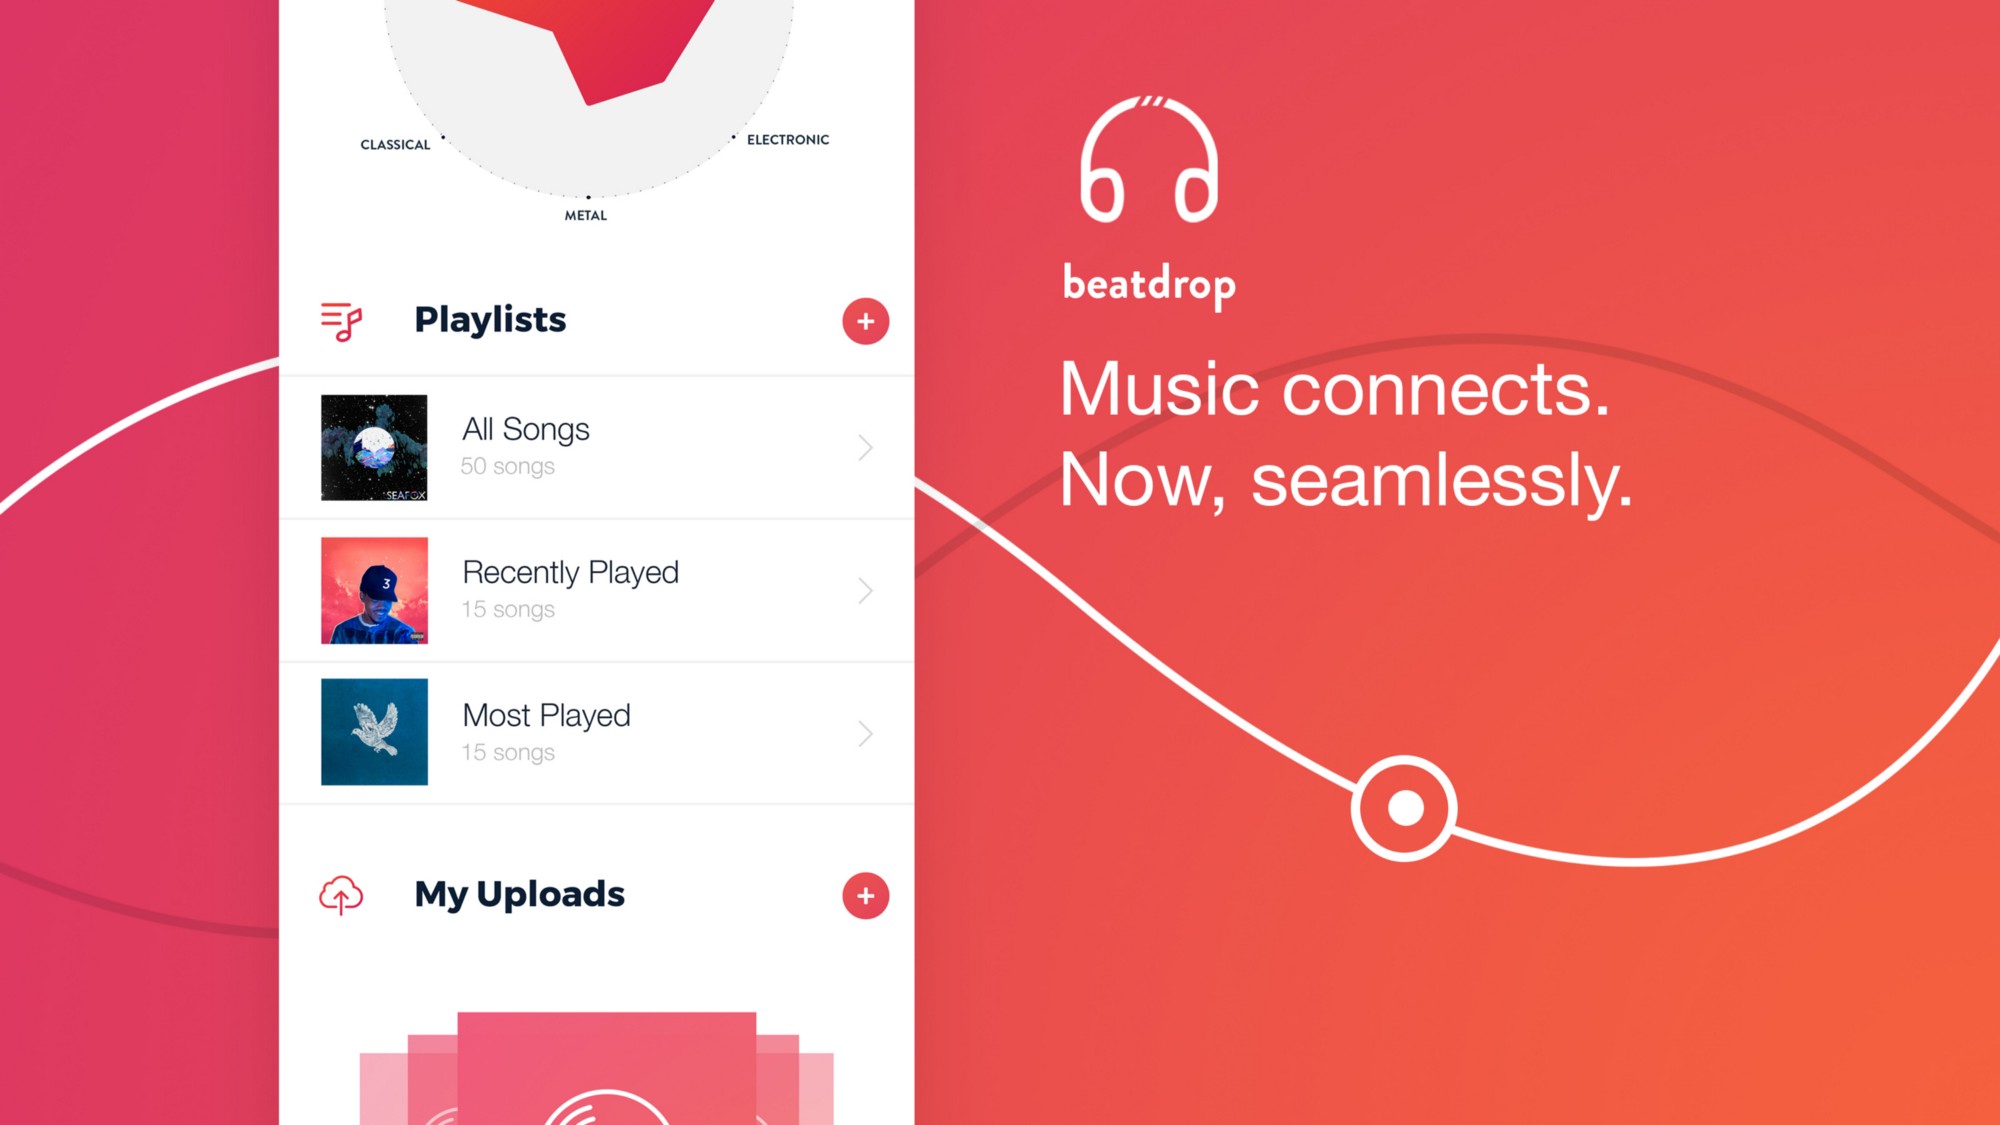 CLASSICAL
ELECTRONIC
METAL
Playlists
All Songs
50 songs
SEAFOX
Recently Played
15 songs
3
Most Played
15 songs
My Uploads
beatdrop
Music connects.
Now, seamlessly.